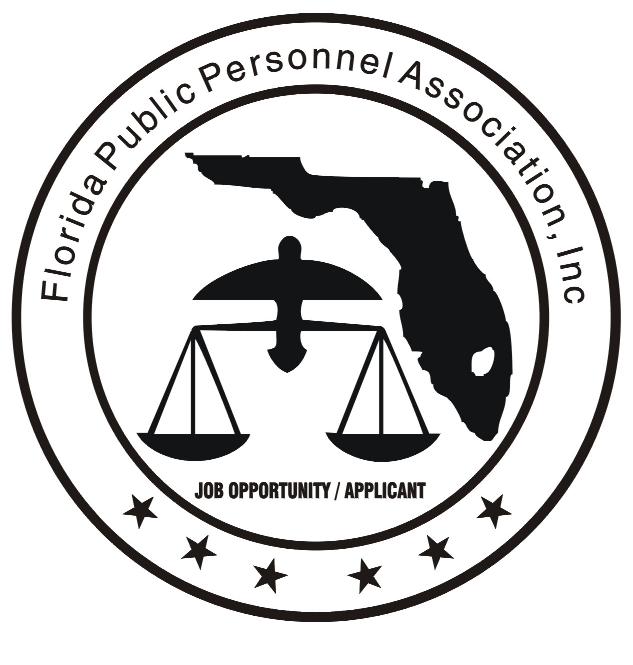 Florida Public Personnel Association, Inc
JOB OPPORTUNITY / APPLICANT